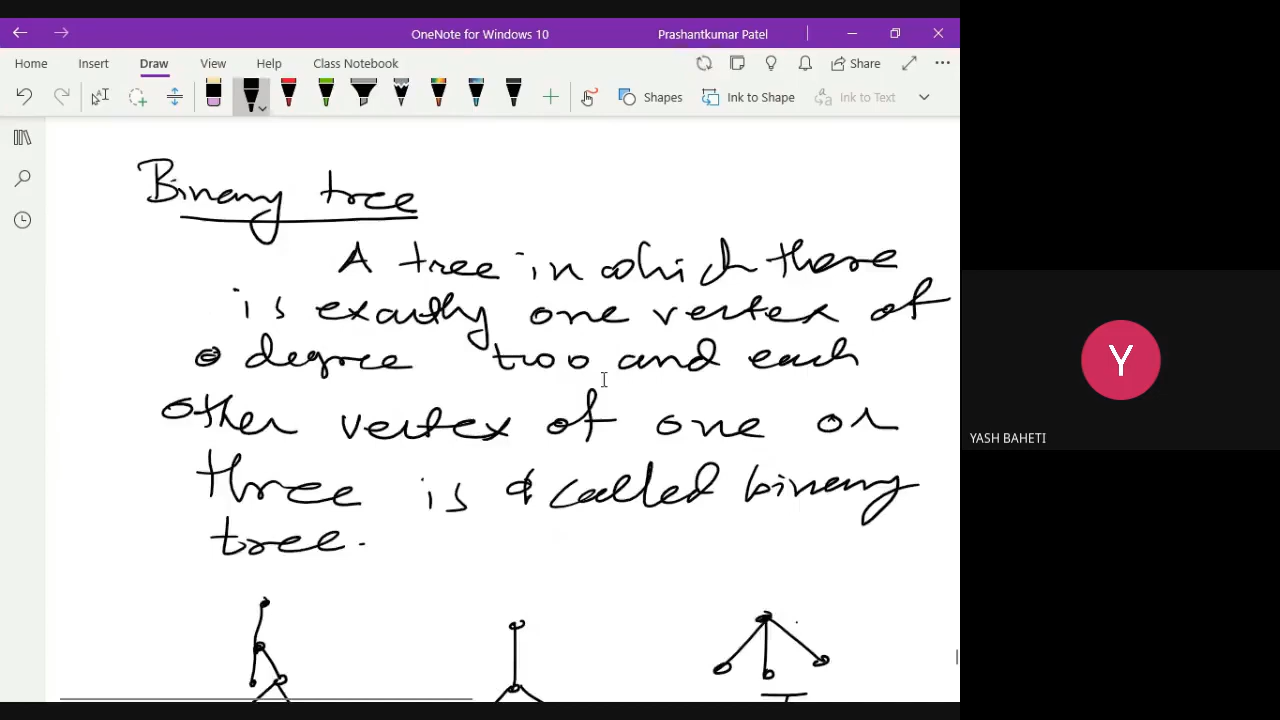 OneNote for Windows 10
Prashantkumar Patel
Home Insert Draw View Help Class Notebook Share
Shapes Ink to Shape Ink to Text
Binary tree
A tree in which there
is exactly one vertex of
degree two and each
other vertex of one or
three is called binary
tree.
Y
YASH BAHETI